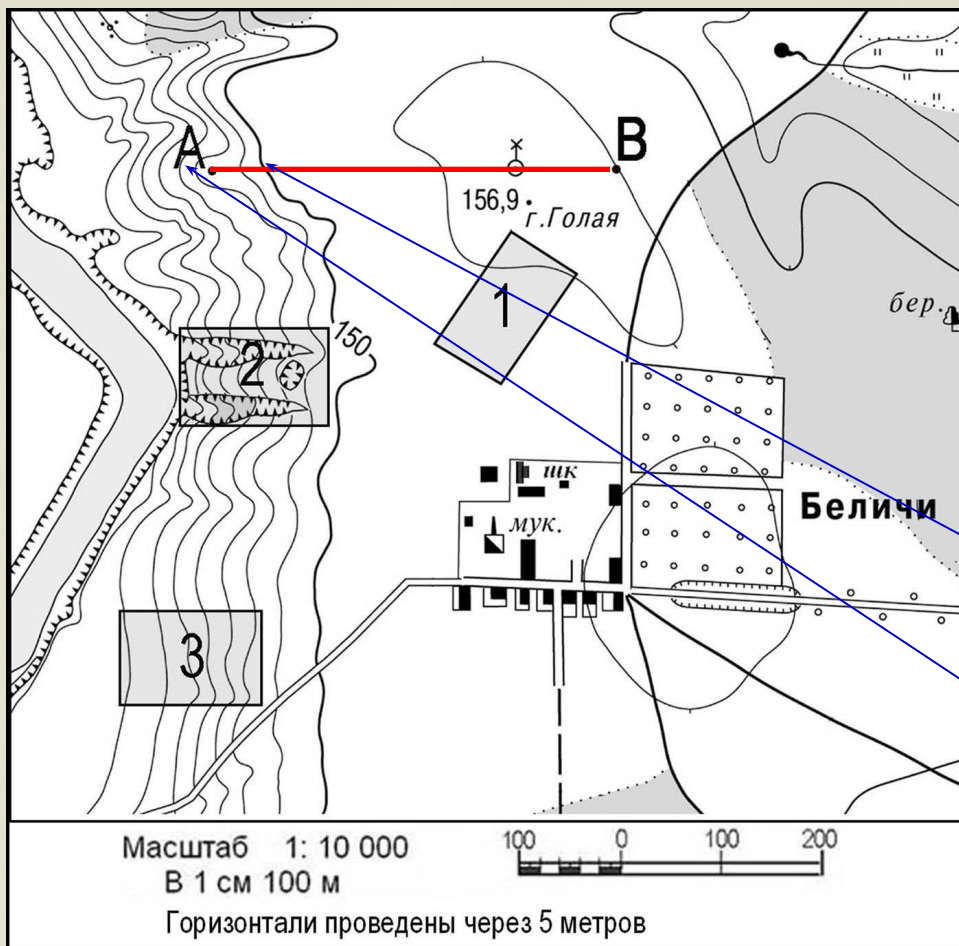 А
В
156,9
г.Голая
1
бер.
150
2
шк
Беличи
мук.
3
Масштаб 1: 10 000
В 1 см 100 м
100 0 100 200
Горизонтали проведены через 5 метров